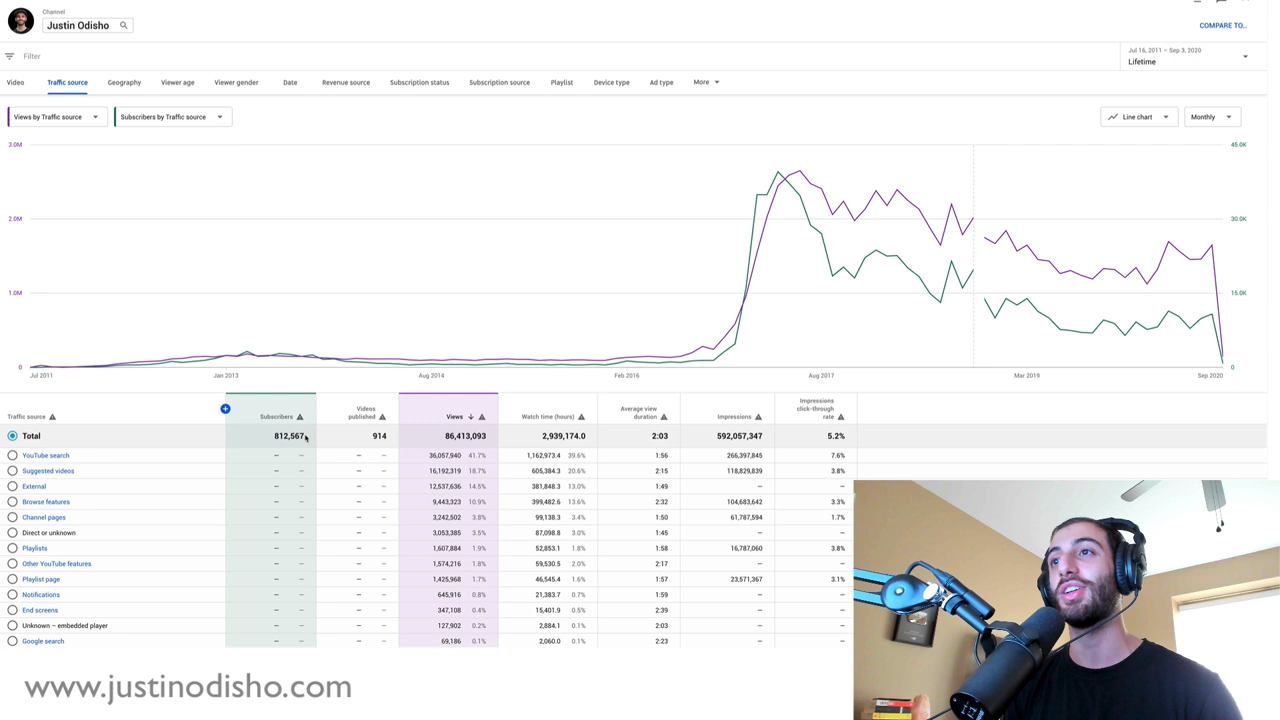 Channel
Justin Odisho
COMPARE TO...
Filter
Jul 16, 2011 – Sep 3, 2020
Lifetime
Video Traffic source Geography Viewer age Viewer gender Date Revenue source Subscription status Subscription source Playlist Device type Ad type More
Views by Traffic source Subscribers by Traffic source Line chart Monthly
3.0M 45.0K
2.0M 30.0K
1.0M 15.0K
0 0
Jul 2011 Jan 2013 Aug 2014 Feb 2016 Aug 2017 Mar 2019 Sep 2020
Traffic source Subscribers Videos published Views Watch time (hours) Average view duration Impressions Impressions click-through rate
Total 812,567 914 86,413,093 2,939,174.0 2:03 592,057,347 5.2%
YouTube search – – – – 36,057,940 41.7% 1,162,973.4 39.6% 1:56 266,397,845 7.6%
Suggested videos – – – – 16,192,319 18.7% 605,384.3 20.6% 2:15 118,829,839 3.8%
External – – – – 12,537,636 14.5% 381,848.3 13.0% 1:49 – –
Browse features – – – – 9,443,323 10.9% 399,482.6 13.6% 2:32 104,683,642 3.3%
Channel pages – – – – 3,242,502 3.8% 99,138.3 3.4% 1:50 61,787,594 1.7%
Direct or unknown – – – – 3,053,385 3.5% 87,098.8 3.0% 1:45 – –
Playlists – – – – 1,607,884 1.9% 52,853.1 1.8% 1:58 16,787,060 3.8%
Other YouTube features – – – – 1,574,216 1.8% 59,530.5 2.0% 2:17 – –
Playlist page – – – – 1,425,968 1.7% 46,545.4 1.6% 1:57 23,571,367 3.1%
Notifications – – – – 645,916 0.8% 21,383.7 0.7% 1:59 – –
End screens – – – – 347,108 0.4% 15,401.9 0.5% 2:39 – –
Unknown – embedded player – – – – 127,902 0.2% 2,884.1 0.1% 2:03 – –
Google search – – – – 69,186 0.1% 2,060.0 0.1% 2:23 – –
www.justinodisho.com